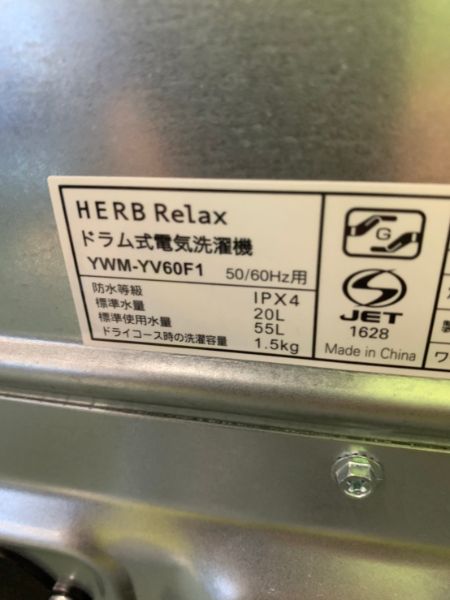 HERB Relax
ドラム式電気洗濯機
YWM-YV60F1 50/60Hz用
防水等級 IPX4
標準水量 20L
標準使用水量 55L
ドライコース時の洗濯容量 1.5kg
G
S
JET
1628
Made in China
製
ワ